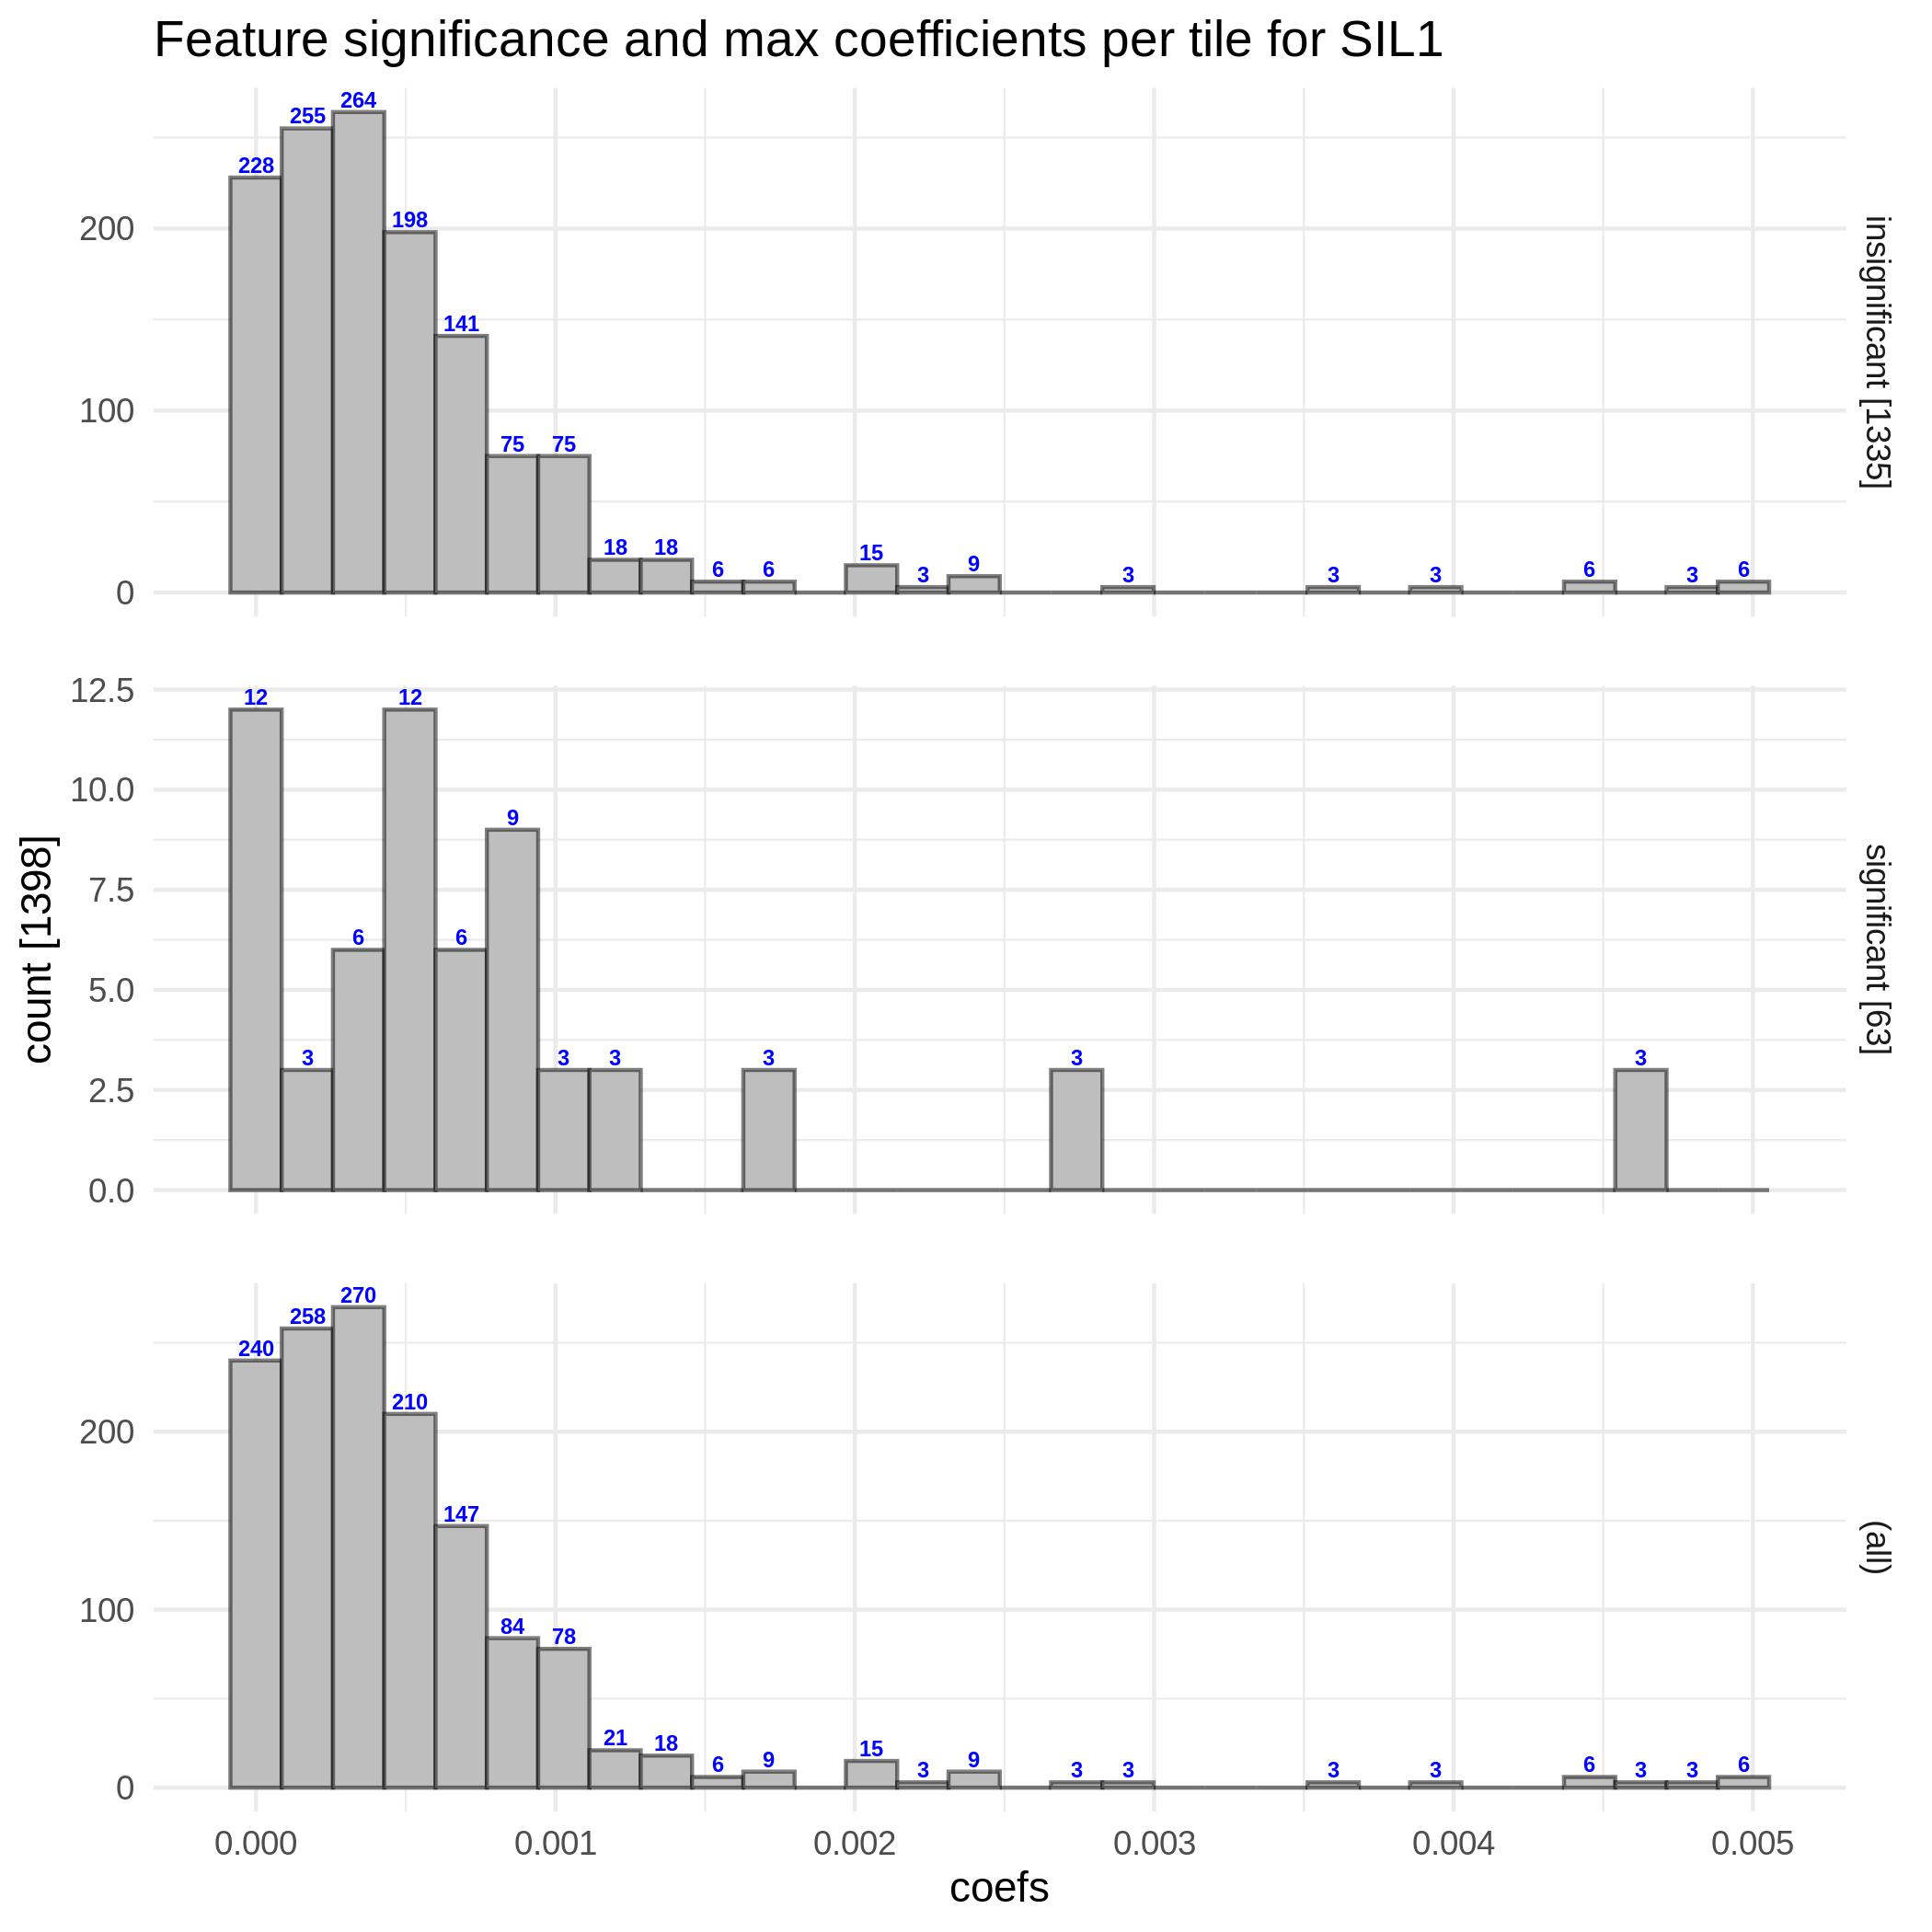 Feature significance and max coefficients per tile for SIL1
228 255 264 198 141 75 75 18 18 6 6 15 3 9 3 3 3 6 3 6
200
100
0
insignificant [1335]
12 3 6 12 6 9 3 3 3 3 3
12.5
10.0
7.5
5.0
2.5
0.0
significant [63]
count [1398]
240 258 270 210 147 84 78 21 18 6 9 15 3 9 3 3 3 3 6 3 3 6
200
100
0
(all)
0.000 0.001 0.002 0.003 0.004 0.005
coefs